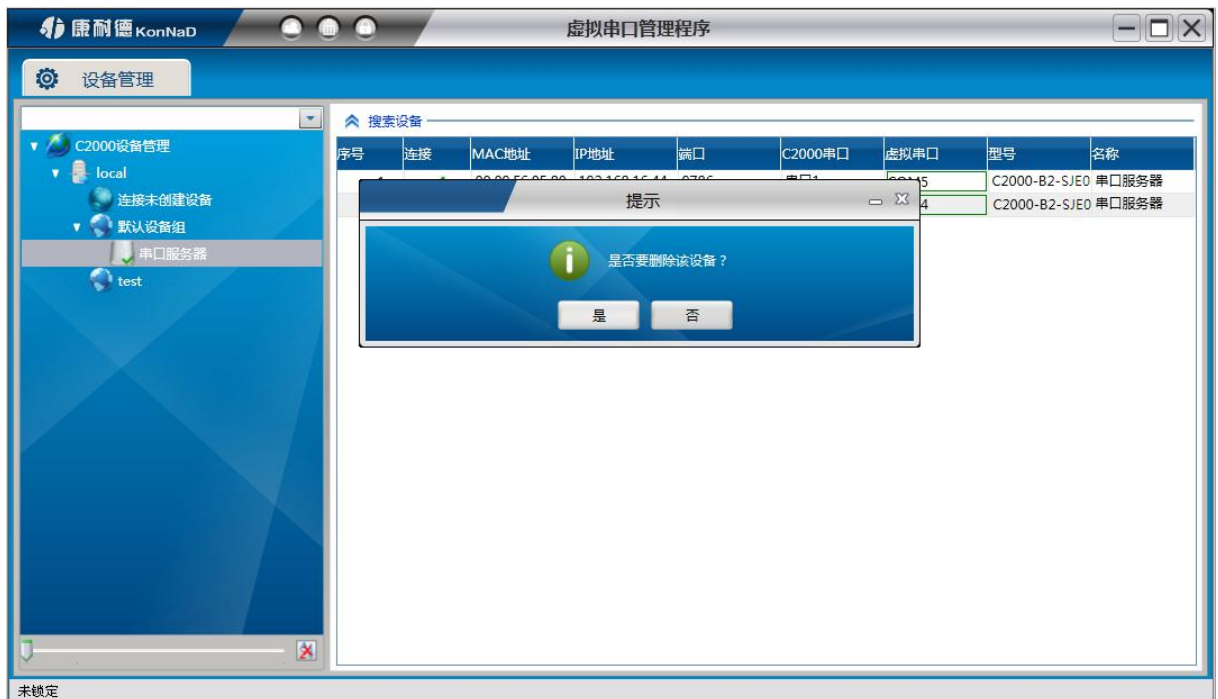 康耐德 KonNaD
虚拟串口管理程序
设备管理
搜索设备
C2000设备管理
local
连接未创建设备
默认设备组
串口服务器
test
序号 连接 MAC地址 IP地址 端口 C2000串口 虚拟串口 型号 名称
C2000-B2-SJE0 串口服务器
4 C2000-B2-SJE0 串口服务器
提示
是否要删除该设备？
是 否
未锁定